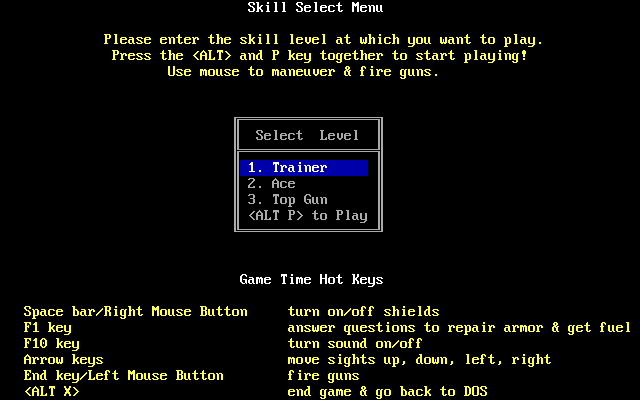 Skill Select Menu
Please enter the skill level at which you want to play.
Press the <ALT> and P key together to start playing!
Use mouse to maneuver & fire guns.
Select Level
1. Trainer
2. Ace
3. Top Gun
<ALT P> to Play
Game Time Hot Keys
Space bar/Right Mouse Button turn on/off shields
F1 key answer questions to repair armor & get fuel
F10 key turn sound on/off
Arrow keys move sights up, down, left, right
End key/Left Mouse Button fire guns
<ALT X> end game & go back to DOS